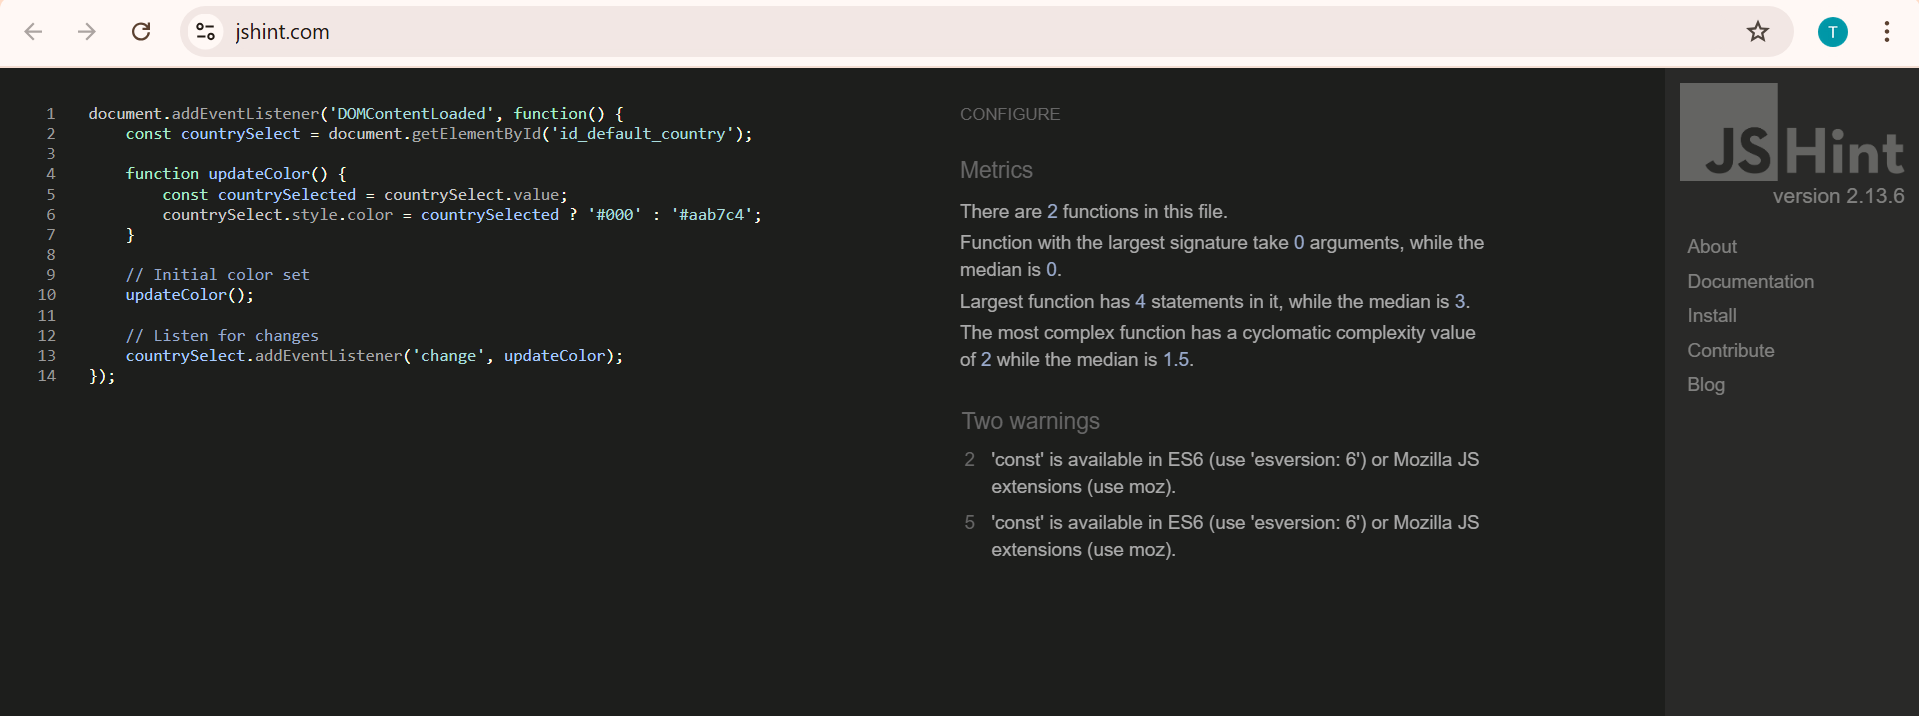 jshint.com
T
1 document.addEventListener('DOMContentLoaded', function() {
2     const countrySelect = document.getElementById('id_default_country');
3
4     function updateColor() {
5         const countrySelected = countrySelect.value;
6         countrySelect.style.color = countrySelected ? '#000' : '#aab7c4';
7     }
8
9     // Initial color set
10     updateColor();
11
12     // Listen for changes
13     countrySelect.addEventListener('change', updateColor);
14 });
CONFIGURE
Metrics
There are 2 functions in this file.
Function with the largest signature take 0 arguments, while the
median is 0.
Largest function has 4 statements in it, while the median is 3.
The most complex function has a cyclomatic complexity value
of 2 while the median is 1.5.
Two warnings
2 'const' is available in ES6 (use 'esversion: 6') or Mozilla JS
extensions (use moz).
5 'const' is available in ES6 (use 'esversion: 6') or Mozilla JS
extensions (use moz).
JSHint
version 2.13.6
About
Documentation
Install
Contribute
Blog